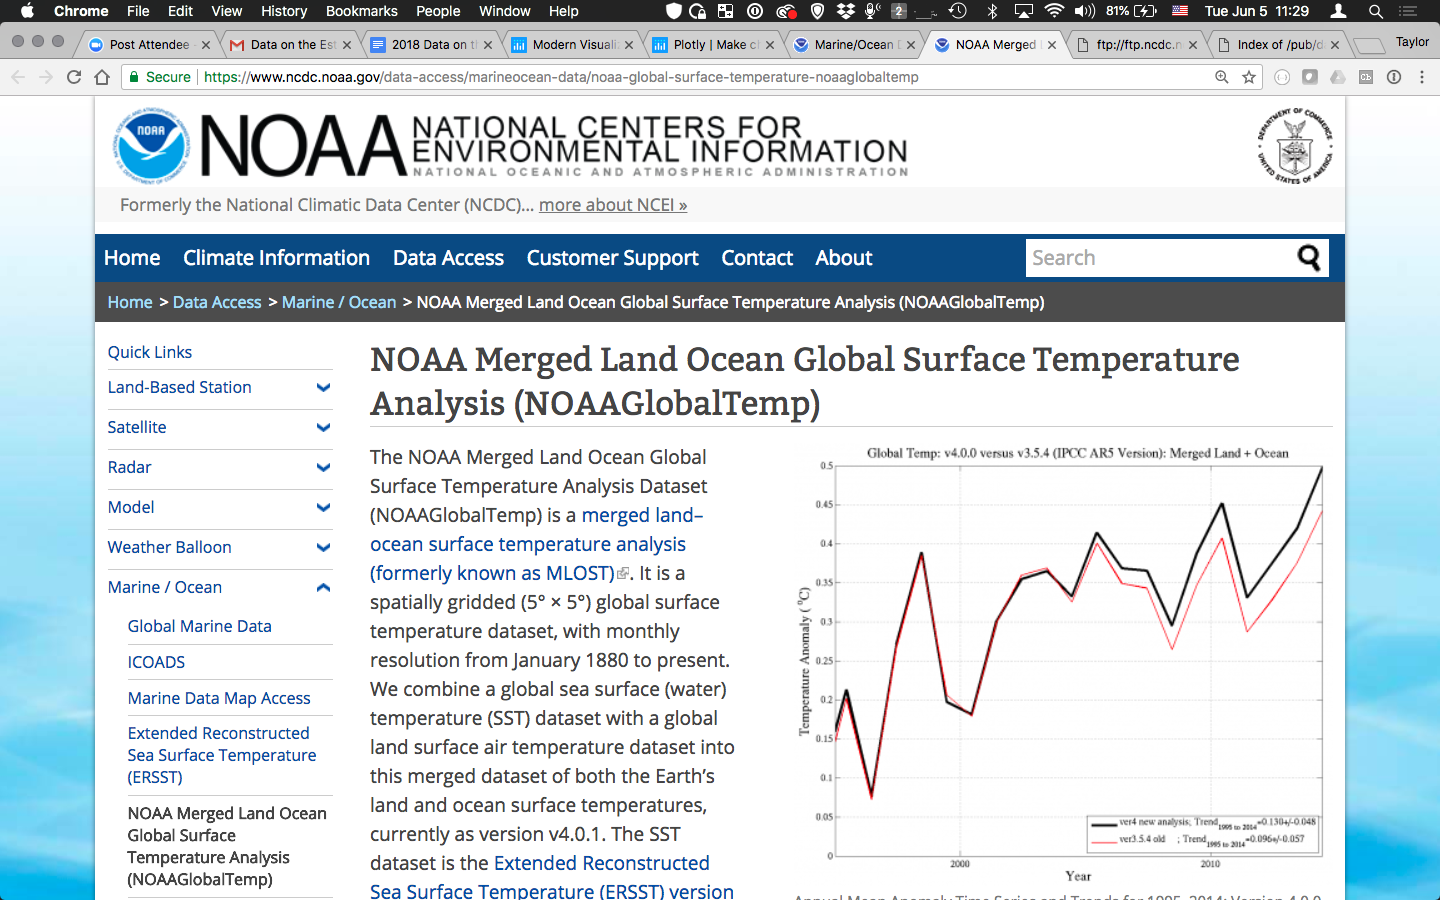 Chrome File Edit View History Bookmarks People Window Help 2 81% Tue Jun 5 11:29
Post Attendee - Data on the Est 2018 Data on t Modern Visuali Plotly | Make c Marine/Ocean D NOAA Merged ftp://ftp.ncdc.n Index of /pub/d Taylor
Secure https://www.ncdc.noaa.gov/data-access/marineocean-data/noaa-global-surface-temperature-noaaglobaltemp
NOAA NATIONAL CENTERS FOR
ENVIRONMENTAL INFORMATION
NATIONAL OCEANIC AND ATMOSPHERIC ADMINISTRATION
NOAA
DEPARTMENT OF COMMERCE
UNITED STATES OF AMERICA
Formerly the National Climatic Data Center (NCDC)... more about NCEI »
Home Climate Information Data Access Customer Support Contact About Search
Home > Data Access > Marine / Ocean > NOAA Merged Land Ocean Global Surface Temperature Analysis (NOAAGlobalTemp)
Quick Links
Land-Based Station
Satellite
Radar
Model
Weather Balloon
Marine / Ocean
Global Marine Data
ICOADS
Marine Data Map Access
Extended Reconstructed
Sea Surface Temperature
(ERSST)
NOAA Merged Land Ocean
Global Surface
Temperature Analysis
(NOAAGlobalTemp)
NOAA Merged Land Ocean Global Surface Temperature
Analysis (NOAAGlobalTemp)
The NOAA Merged Land Ocean Global
Surface Temperature Analysis Dataset
(NOAAGlobalTemp) is a merged land–
ocean surface temperature analysis
(formerly known as MLOST). It is a
spatially gridded (5° × 5°) global surface
temperature dataset, with monthly
resolution from January 1880 to present.
We combine a global sea surface (water)
temperature (SST) dataset with a global
land surface air temperature dataset into
this merged dataset of both the Earth's
land and ocean surface temperatures,
currently as version v4.0.1. The SST
dataset is the Extended Reconstructed
Sea Surface Temperature (ERSST) version
Global Temp: v4.0.0 versus v3.5.4 (IPCC AR5 Version): Merged Land + Ocean
0.5
0.45
0.4
0.35
0.3
0.25
0.2
0.15
0.1
0.05
0
Temperature Anomaly (°C)
ver4 new analysis; Trend 1995 to 2014=0.130+/-0.048
ver3.5.4 old ; Trend 1995 to 2014=0.096+/-0.057
2000 2010
Year
Annual Mean Anomaly Time Series and Trends for 1995–2014: Version 4.0.0